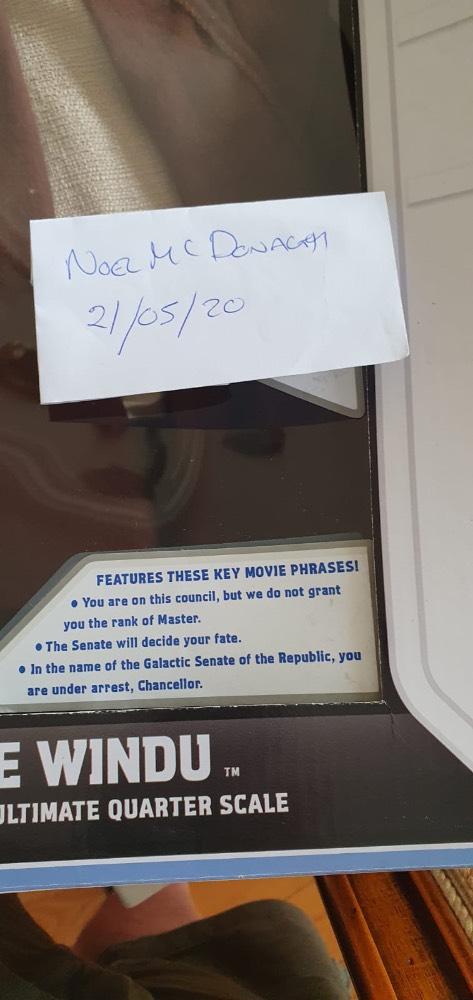 Noel McDonagh
21/05/20
FEATURES THESE KEY MOVIE PHRASES!
• You are on this council, but we do not grant
you the rank of Master.
• The Senate will decide your fate.
• In the name of the Galactic Senate of the Republic, you
are under arrest, Chancellor.
E WINDU TM
ULTIMATE QUARTER SCALE